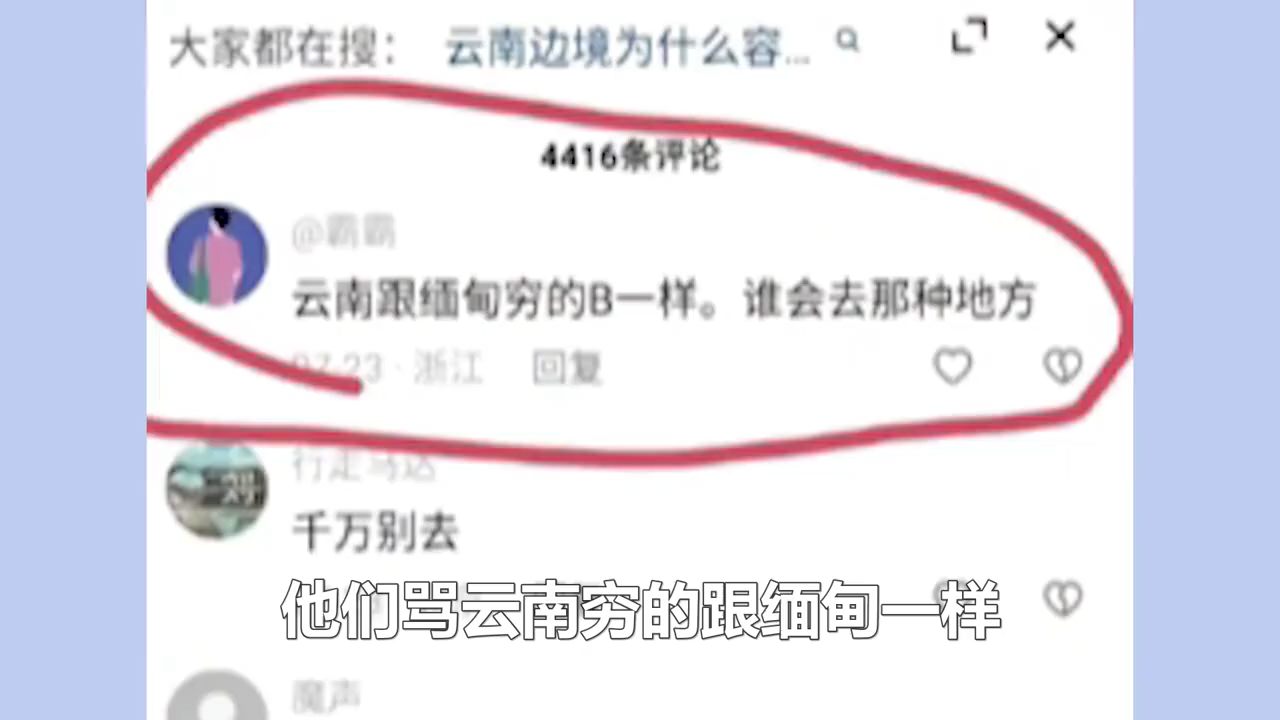 大家都在搜： 云南边境为什么容...
4416条评论
@霸霸
云南跟缅甸穷的B一样。谁会去那种地方
07-23 · 浙江 回复
行走马达
千万别去
他们骂云南穷的跟缅甸一样
魔声